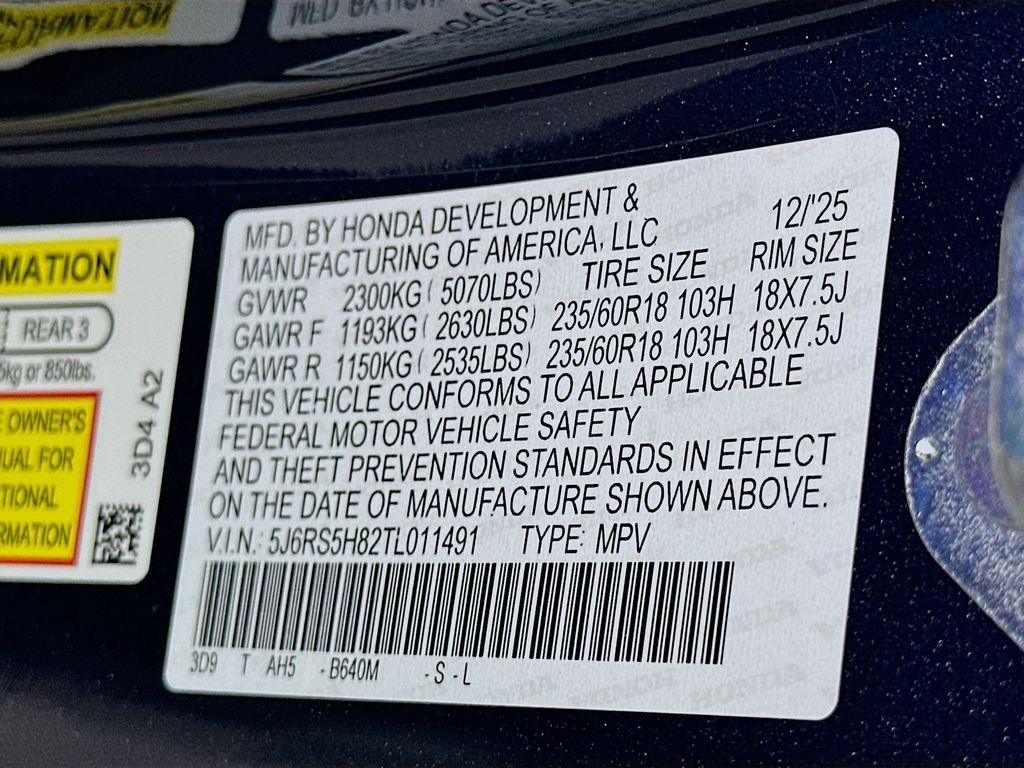 MFD. BY HONDA DEVELOPMENT &
MANUFACTURING OF AMERICA, LLC 12/'25
GVWR 2300KG ( 5070LBS) TIRE SIZE RIM SIZE
GAWR F 1193KG ( 2630LBS) 235/60R18 103H 18X7.5J
GAWR R 1150KG ( 2535LBS) 235/60R18 103H 18X7.5J
THIS VEHICLE CONFORMS TO ALL APPLICABLE
FEDERAL MOTOR VEHICLE SAFETY
AND THEFT PREVENTION STANDARDS IN EFFECT
ON THE DATE OF MANUFACTURE SHOWN ABOVE.
V.I.N.: 5J6RS5H82TL011491 TYPE: MPV
3D9 T AH5 - B640M - S - L
MATION
REAR 3
kg or 850lbs.
OWNER'S
UAL FOR
TIONAL
RMATION
3D4 A2